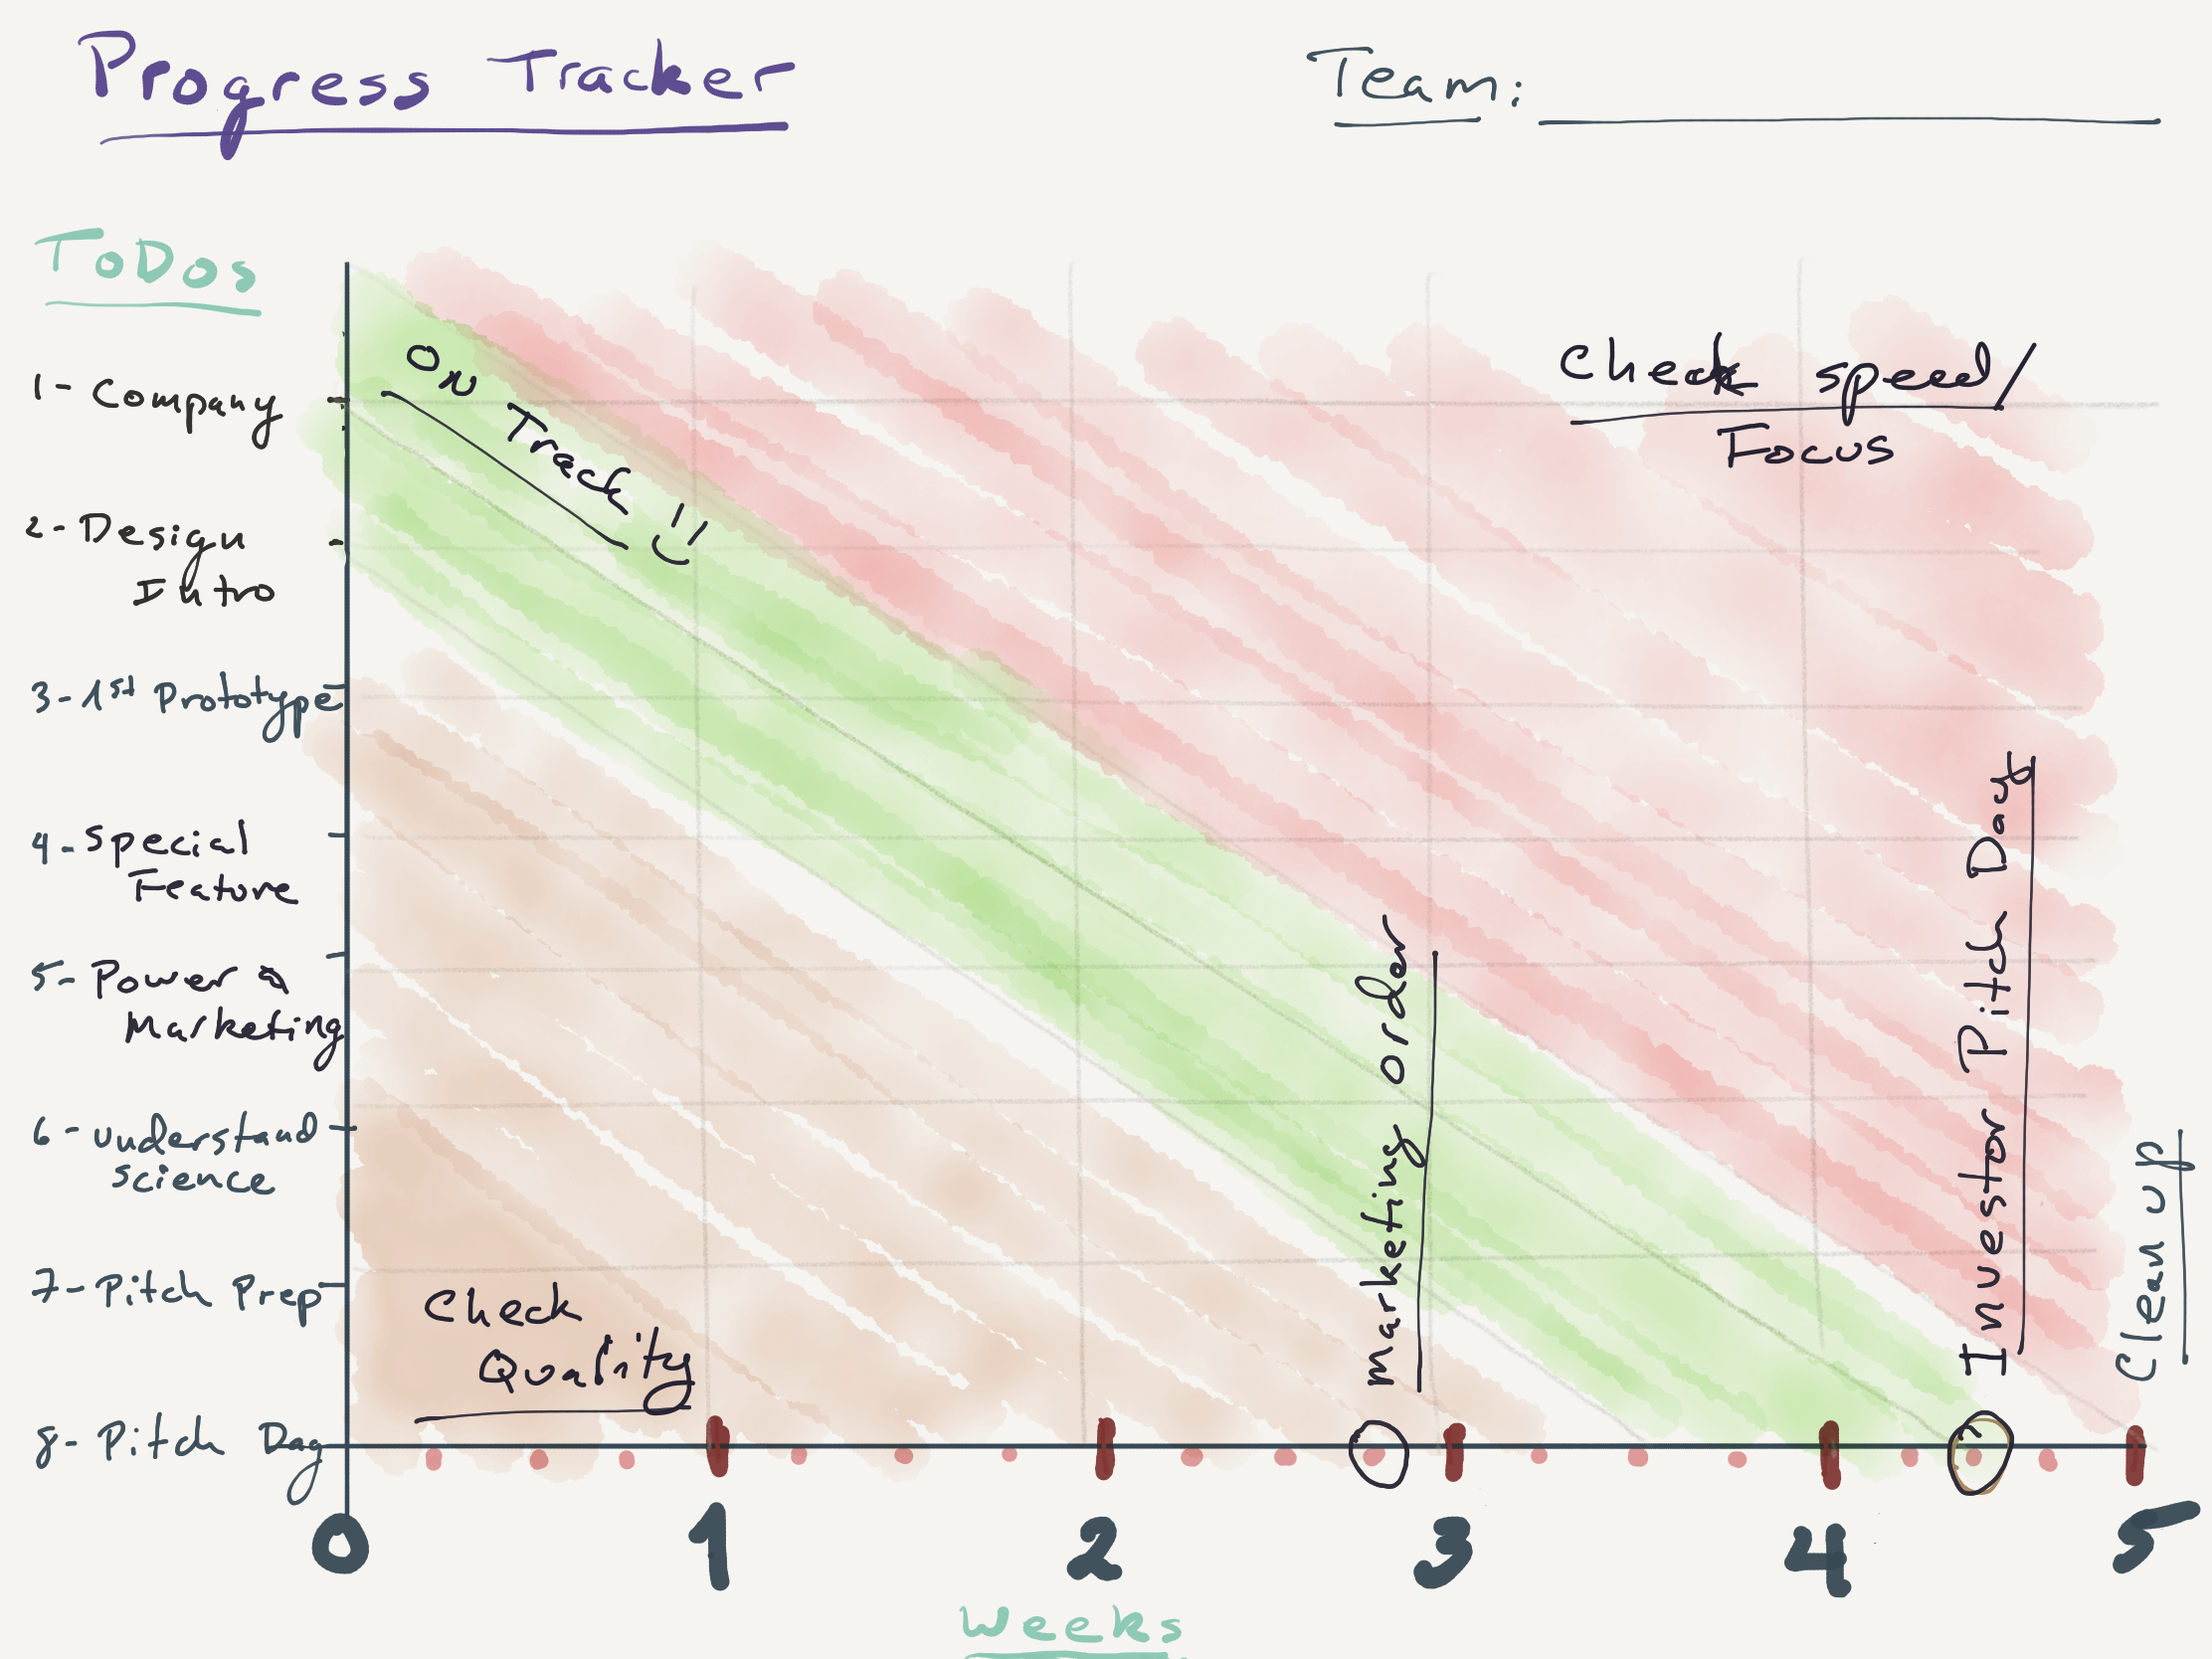 Progress Tracker
Team:
ToDos
1- Company
2- Design
Intro
3- 1st Prototype
4- Special
Feature
5- Power &
Marketing
6- understand
science
7- Pitch Prep
8- Pitch Day
On Track
Check speed/
Focus
Check
Quality
marketing order
Investor Pitch Day
Clean up
0 1 2 3 4 5
Weeks